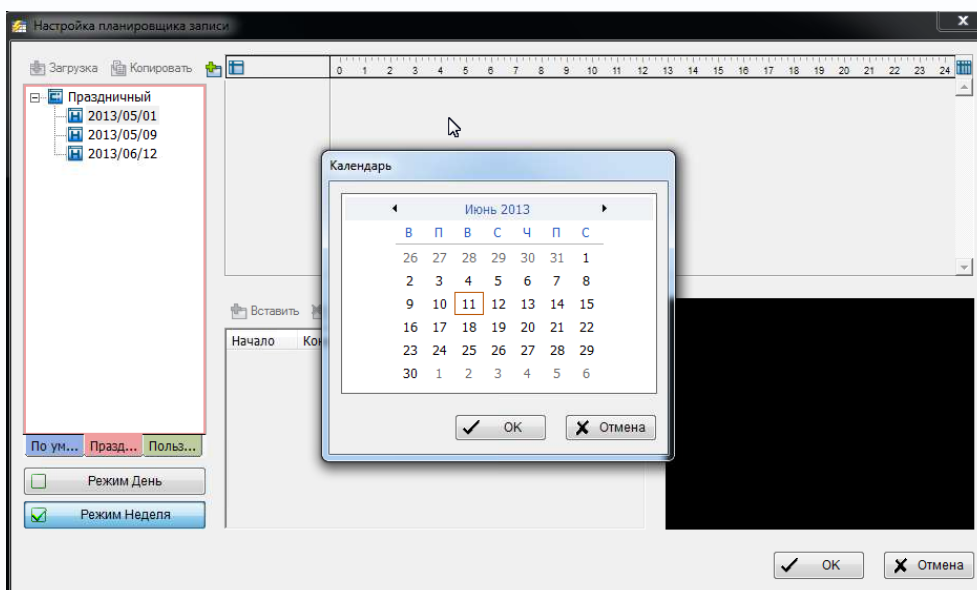 Настройка планировщика записи
Загрузка Копировать
0 1 2 3 4 5 6 7 8 9 10 11 12 13 14 15 16 17 18 19 20 21 22 23 24
Праздничный
2013/05/01
2013/05/09
2013/06/12
Календарь
Июнь 2013
В П В С Ч П С
26 27 28 29 30 31 1
2 3 4 5 6 7 8
9 10 11 12 13 14 15
16 17 18 19 20 21 22
23 24 25 26 27 28 29
30 1 2 3 4 5 6
OK Отмена
Вставить
Начало Кон
По ум... Празд... Польз...
Режим День
Режим Неделя
OK Отмена